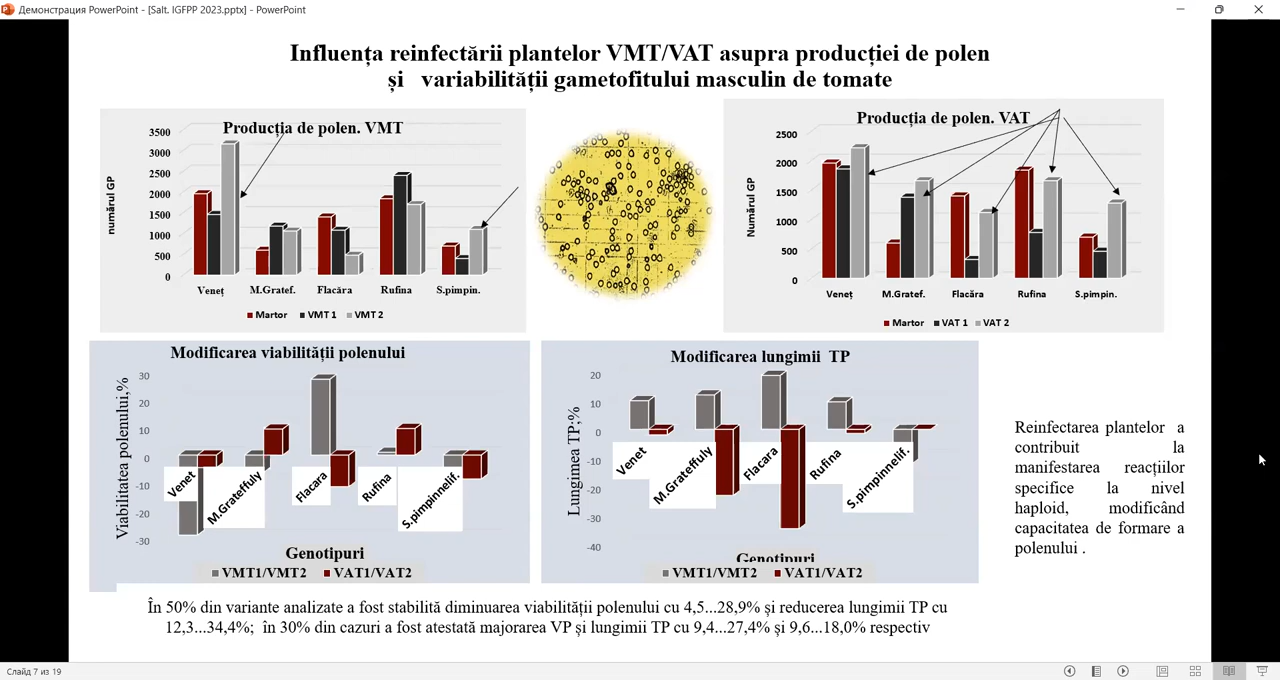 Демонстрация PowerPoint - [Salt. IGFPP 2023.pptx] - PowerPoint
Influența reinfectării plantelor VMT/VAT asupra producției de polen
și variabilității gametofitului masculin de tomate
Producția de polen. VMT
numărul GP
3500
3000
2500
2000
1500
1000
500
0
Veneț M.Gratef. Flacăra Rufina S.pimpin.
Martor VMT 1 VMT 2
Producția de polen. VAT
Numărul GP
2500
2000
1500
1000
500
0
Veneț M.Gratef. Flacăra Rufina S.pimpin.
Martor VAT 1 VAT 2
Modificarea viabilității polenului
Viabilitatea polenului,%
30
20
10
0
-10
-20
-30
Venet M.Grateffuly Flacara Rufina S.pimpinnelif.
Genotipuri
VMT1/VMT2 VAT1/VAT2
Modificarea lungimii TP
Lungimea TP;%
20
10
0
-10
-20
-30
-40
Venet M.Grateffuly Flacara Rufina S.pimpinnelif.
Genotipuri
VMT1/VMT2 VAT1/VAT2
Reinfectarea plantelor a
contribuit la
manifestarea reacțiilor
specifice la nivel
haploid, modificând
capacitatea de formare a
polenului .
În 50% din variante analizate a fost stabilită diminuarea viabilității polenului cu 4,5...28,9% și reducerea lungimii TP cu
12,3...34,4%; în 30% din cazuri a fost atestată majorarea VP și lungimii TP cu 9,4...27,4% și 9,6...18,0% respectiv
Слайд 7 из 19